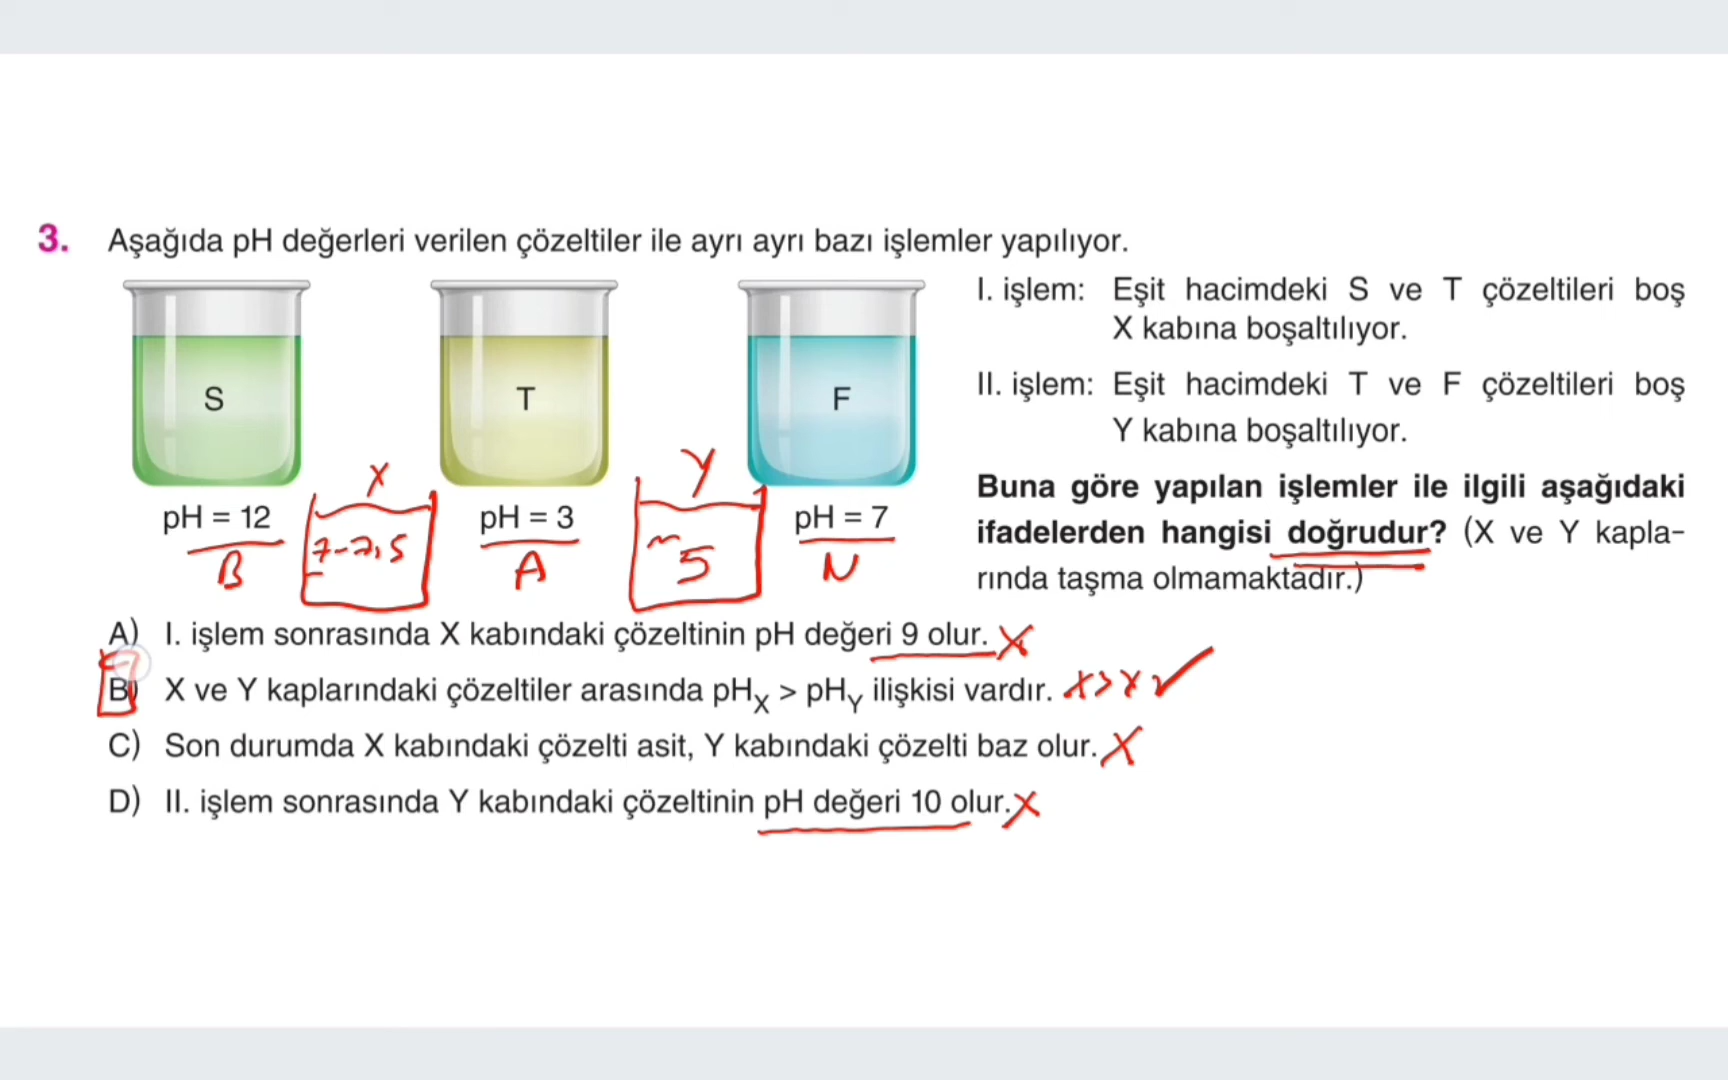 3. Aşağıda pH değerleri verilen çözeltiler ile ayrı ayrı bazı işlemler yapılıyor.
S
T
F
X
Y
pH = 12
pH = 3
pH = 7
B
7-7,5
A
~5
N
I. işlem: Eşit hacimdeki S ve T çözeltileri boş
X kabına boşaltılıyor.
II. işlem: Eşit hacimdeki T ve F çözeltileri boş
Y kabına boşaltılıyor.
Buna göre yapılan işlemler ile ilgili aşağıdaki
ifadelerden hangisi doğrudur? (X ve Y kapla-
rında taşma olmamaktadır.)
A) I. işlem sonrasında X kabındaki çözeltinin pH değeri 9 olur. X
B) X ve Y kaplarındaki çözeltiler arasında pHX > pHY ilişkisi vardır. X>Y ✓
C) Son durumda X kabındaki çözelti asit, Y kabındaki çözelti baz olur. X
D) II. işlem sonrasında Y kabındaki çözeltinin pH değeri 10 olur. X